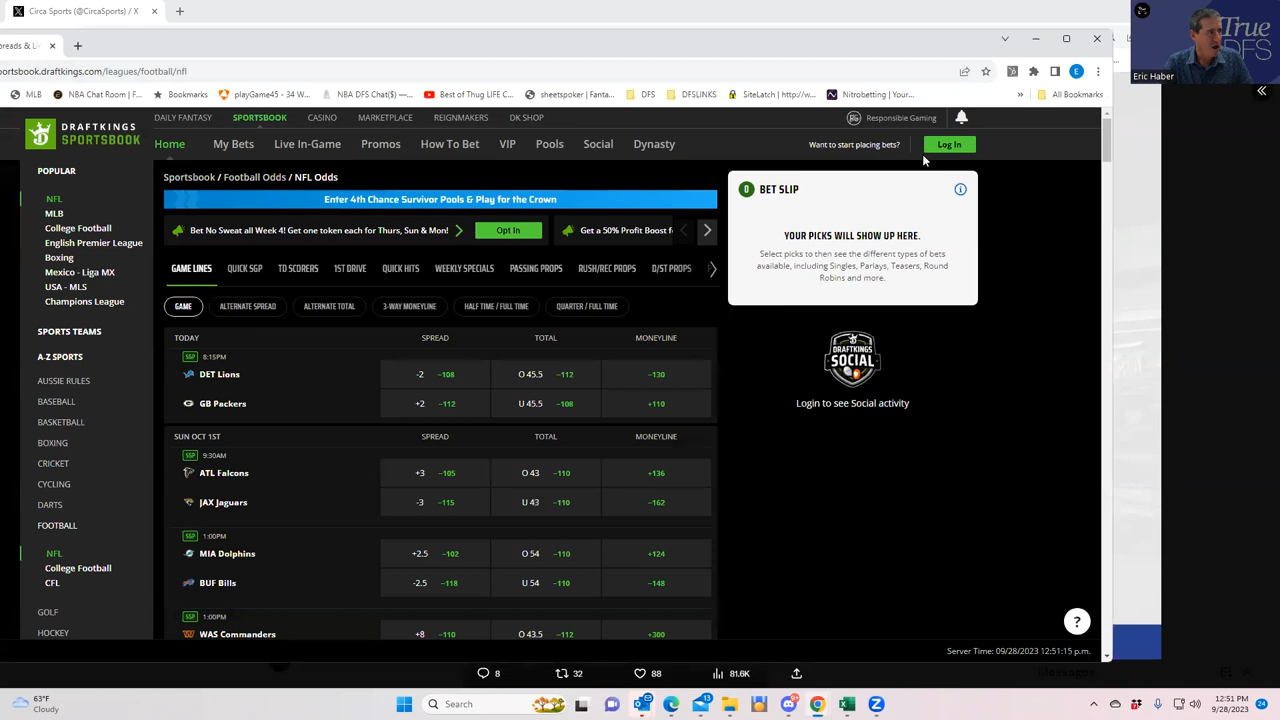 Circa Sports (@CircaSports) / X
True
DFS
Eric Haber
preads & Li
ortsbook.draftkings.com/leagues/football/nfl
MLB NBA Chat Room / F... Bookmarks playGame45 - 34 W... NBA DFS Chat($)—... Best of Thug LIFE C... sheetspoker | Fanta... DFS DFSLINKS SiteLatch | http://w... Nitrobetting | Your... All Bookmarks
DRAFTKINGS
SPORTSBOOK
DAILY FANTASY SPORTSBOOK CASINO MARKETPLACE REIGNMAKERS DK SHOP Responsible Gaming
Home My Bets Live In-Game Promos How To Bet VIP Pools Social Dynasty Want to start placing bets? Log In
POPULAR
NFL
MLB
College Football
English Premier League
Boxing
Mexico - Liga MX
USA - MLS
Champions League
SPORTS TEAMS
A-Z SPORTS
AUSSIE RULES
BASEBALL
BASKETBALL
BOXING
CRICKET
CYCLING
DARTS
FOOTBALL
NFL
College Football
CFL
GOLF
HOCKEY
Sportsbook / Football Odds / NFL Odds
Enter 4th Chance Survivor Pools & Play for the Crown
Bet No Sweat all Week 4! Get one token each for Thurs, Sun & Mon! Opt In Get a 50% Profit Boost f
GAME LINES QUICK SGP TD SCORERS 1ST DRIVE QUICK HITS WEEKLY SPECIALS PASSING PROPS RUSH/REC PROPS D/ST PROPS
GAME ALTERNATE SPREAD ALTERNATE TOTAL 3-WAY MONEYLINE HALF TIME / FULL TIME QUARTER / FULL TIME
TODAY SPREAD TOTAL MONEYLINE
SGP 8:15PM
DET Lions -2 −108 O 45.5 −112 −130
GB Packers +2 −112 U 45.5 −108 +110
SUN OCT 1ST SPREAD TOTAL MONEYLINE
SGP 9:30AM
ATL Falcons +3 −105 O 43 −110 +136
JAX Jaguars -3 −115 U 43 −110 −162
SGP 1:00PM
MIA Dolphins +2.5 −102 O 54 −110 +124
BUF Bills -2.5 −118 U 54 −110 −148
SGP 1:00PM
WAS Commanders +8 −110 O 43.5 −112 +300
0 BET SLIP
YOUR PICKS WILL SHOW UP HERE.
Select picks to then see the different types of bets
available, including Singles, Parlays, Teasers, Round
Robins and more.
DRAFTKINGS
SOCIAL
Login to see Social activity
?
Server Time: 09/28/2023 12:51:15 p.m.
8 32 88 81.6K Messages
63°F
Cloudy
Search
12:51 PM
9/28/2023
24